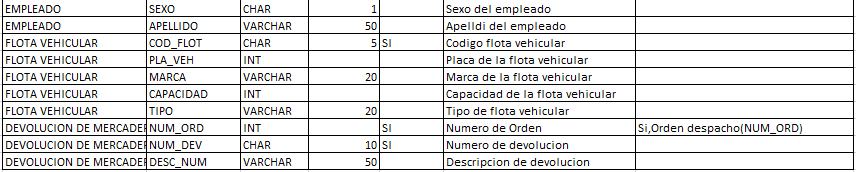 EMPLEADO SEXO CHAR 1 Sexo del empleado
EMPLEADO APELLIDO VARCHAR 50 Apelldi del empleado
FLOTA VEHICULAR COD_FLOT CHAR 5 SI Codigo flota vehicular
FLOTA VEHICULAR PLA_VEH INT Placa de la flota vehicular
FLOTA VEHICULAR MARCA VARCHAR 20 Marca de la flota vehicular
FLOTA VEHICULAR CAPACIDAD INT Capacidad de la flota vehicular
FLOTA VEHICULAR TIPO VARCHAR 20 Tipo de flota vehicular
DEVOLUCION DE MERCADER NUM_ORD INT SI Numero de Orden Si,Orden despacho(NUM_ORD)
DEVOLUCION DE MERCADER NUM_DEV CHAR 10 SI Numero de devolucion
DEVOLUCION DE MERCADER DESC_NUM VARCHAR 50 Descripcion de devolucion